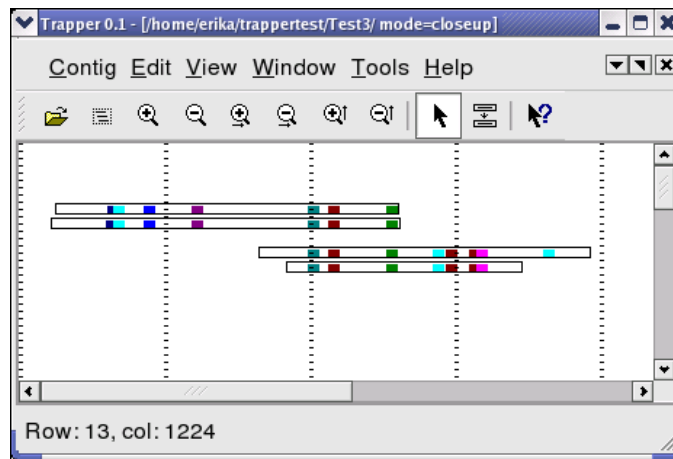 Trapper 0.1 - [/home/erika/trappertest/Test3/ mode=closeup]
Contig Edit View Window Tools Help
Row: 13, col: 1224